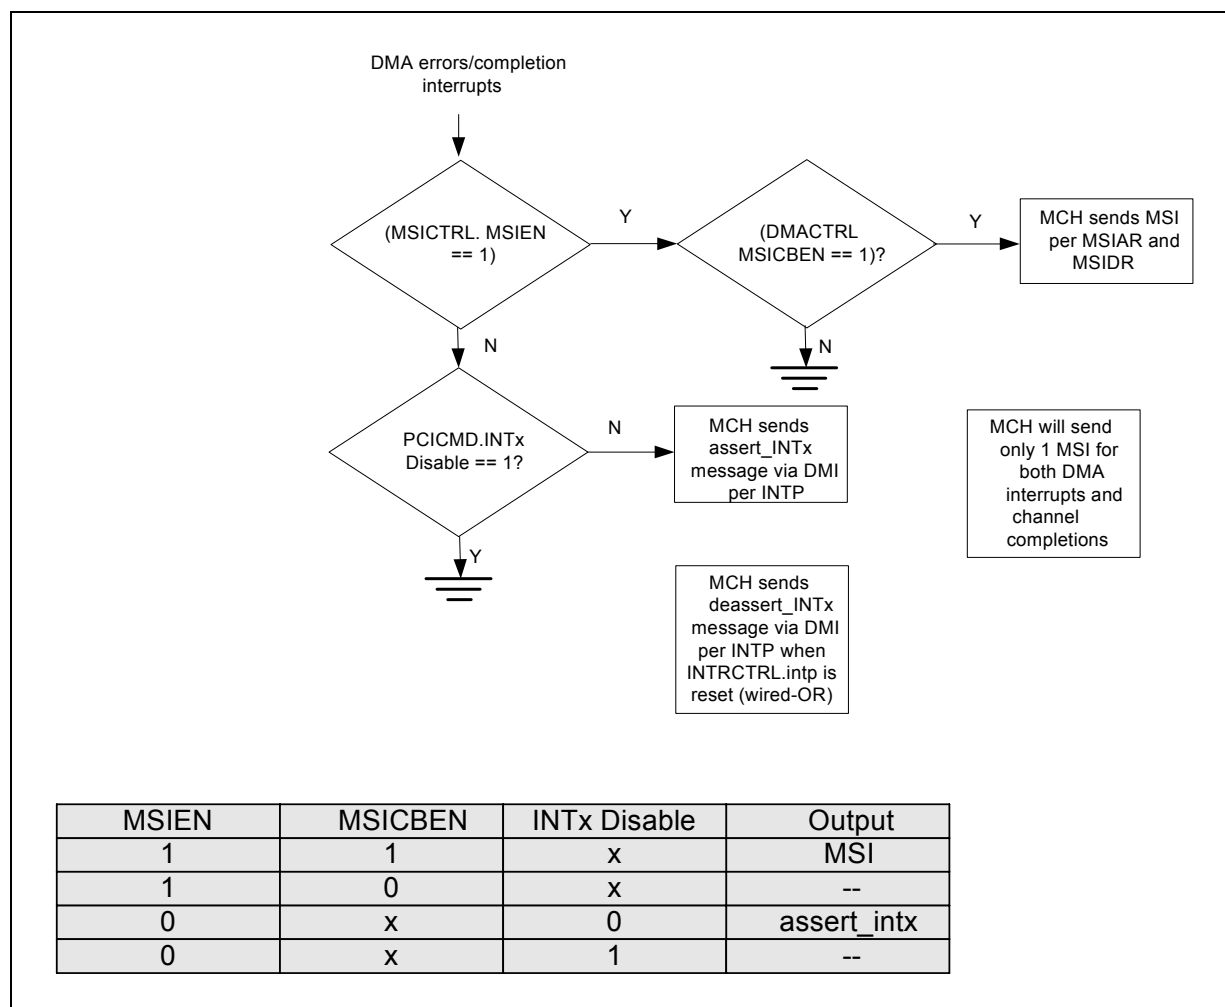 DMA errors/completion
interrupts
(MSICTRL. MSIEN
== 1)
Y
(DMACTRL
MSICBEN == 1)?
Y
MCH sends MSI
per MSIAR and
MSIDR
N
N
PCICMD.INTx
Disable == 1?
N
MCH sends
assert_INTx
message via DMI
per INTP
MCH will send
only 1 MSI for
both DMA
interrupts and
channel
completions
Y
MCH sends
deassert_INTx
message via DMI
per INTP when
INTRCTRL.intp is
reset (wired-OR)
MSIEN MSICBEN INTx Disable Output
1 1 x MSI
1 0 x --
0 x 0 assert_intx
0 x 1 --